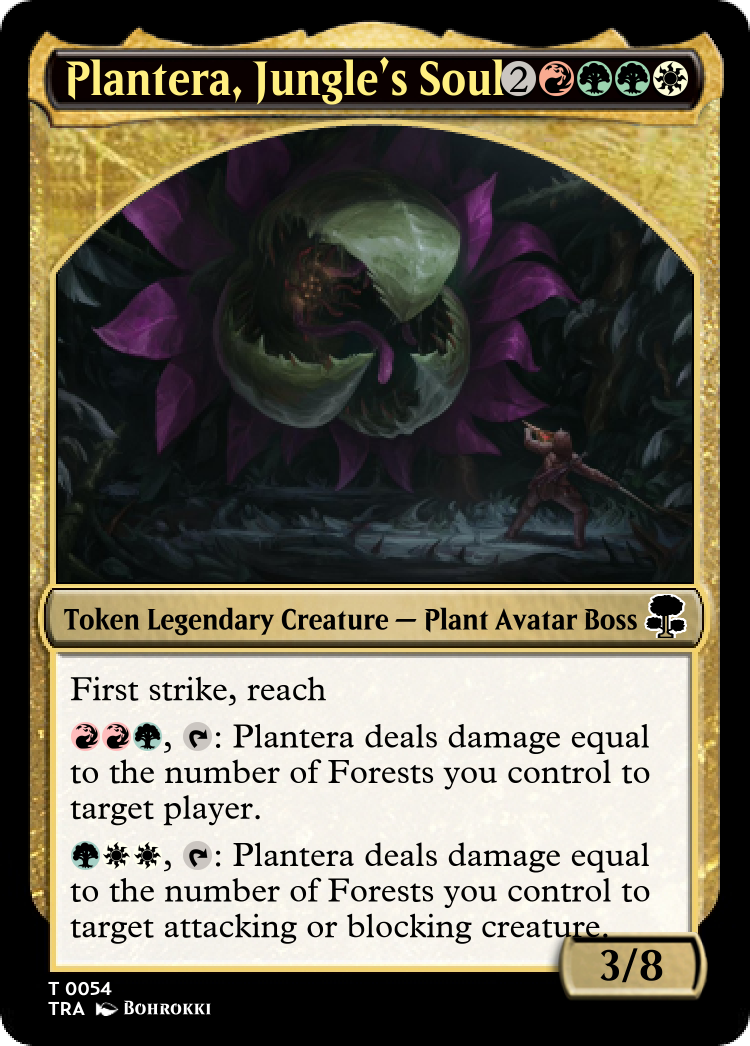 Plantera, Jungle's Soul 2
Token Legendary Creature — Plant Avatar Boss
First strike, reach
, : Plantera deals damage equal
to the number of Forests you control to
target player.
, : Plantera deals damage equal
to the number of Forests you control to
target attacking or blocking creature.
3/8
T 0054
TRA BOHROKKI